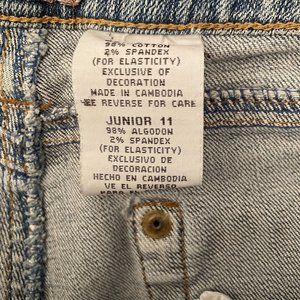 98% COTTON
2% SPANDEX
(FOR ELASTICITY)
EXCLUSIVE OF
DECORATION
MADE IN CAMBODIA
SEE REVERSE FOR CARE
JUNIOR 11
98% ALGODON
2% SPANDEX
(FOR ELASTICITY)
EXCLUSIVO DE
DECORACION
HECHO EN CAMBODIA
VE EL REVERSO